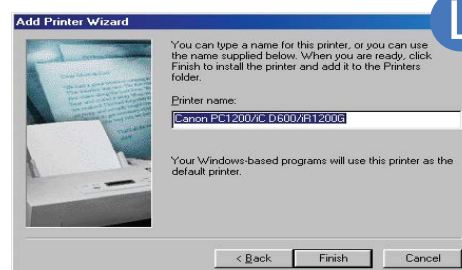 Add Printer Wizard
L
You can type a name for this printer, or you can use
the name supplied below. When you are ready, click
Finish to install the printer and add it to the Printers
folder.
Printer name:
Canon PC1200/iC D600/iR1200G
Your Windows-based programs will use this printer as the
default printer.
< Back
Finish
Cancel